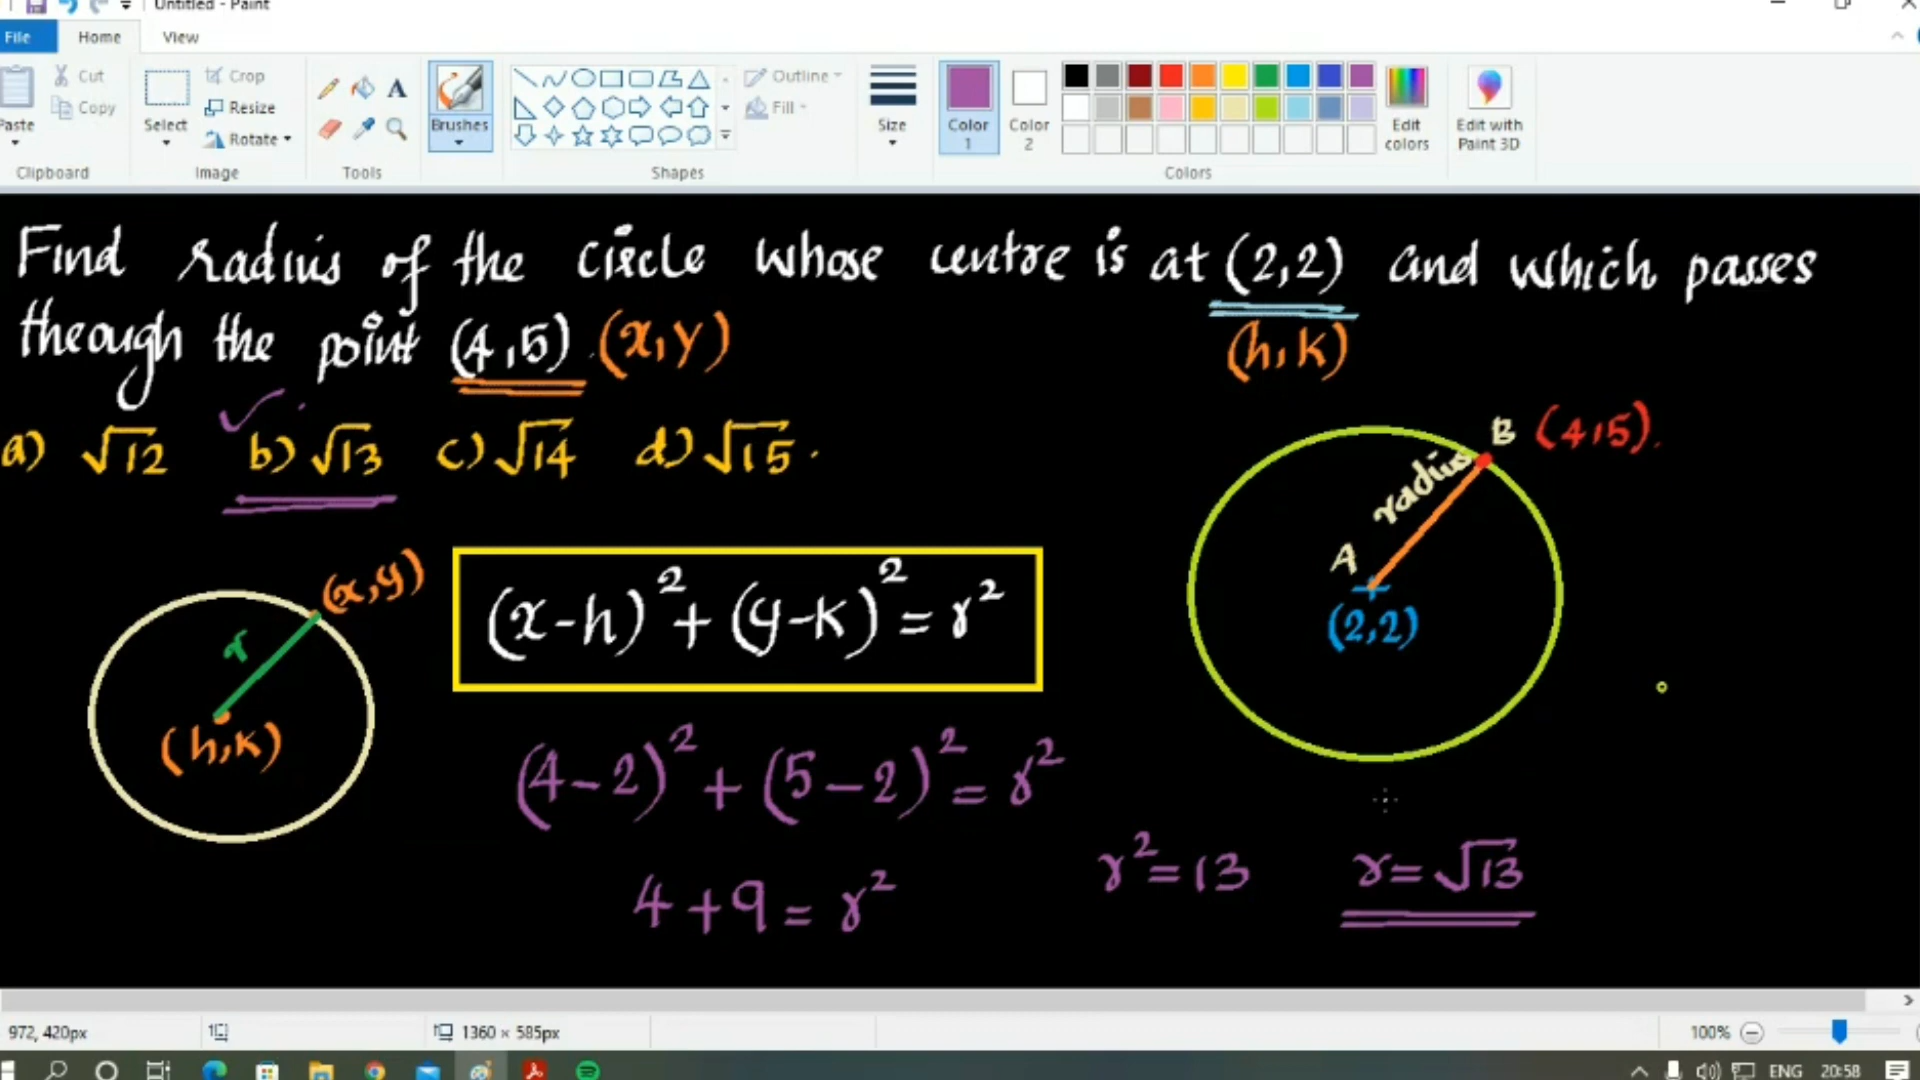 Untitled - Paint
File Home View
Cut
Copy
Paste
Clipboard
Select
Crop
Resize
Rotate
Image
Tools
Brushes
Outline
Fill
Shapes
Size
Color 1
Color 2
Colors
Edit colors
Edit with Paint 3D
Find radius of the circle whose centre is at (2,2) and which passes
through the point (4,5) (x,y)
(h,k)
a) √12 b) √13 c) √14 d) √15.
B (4,5).
radius
A
(2,2)
(x,y)
r
(h,k)
(x-h)² + (y-k)² = r²
(4-2)² + (5-2)² = r²
4+9 = r²
r² = 13 r = √13
972, 420px 1360 × 585px 100%
ENG 20:58